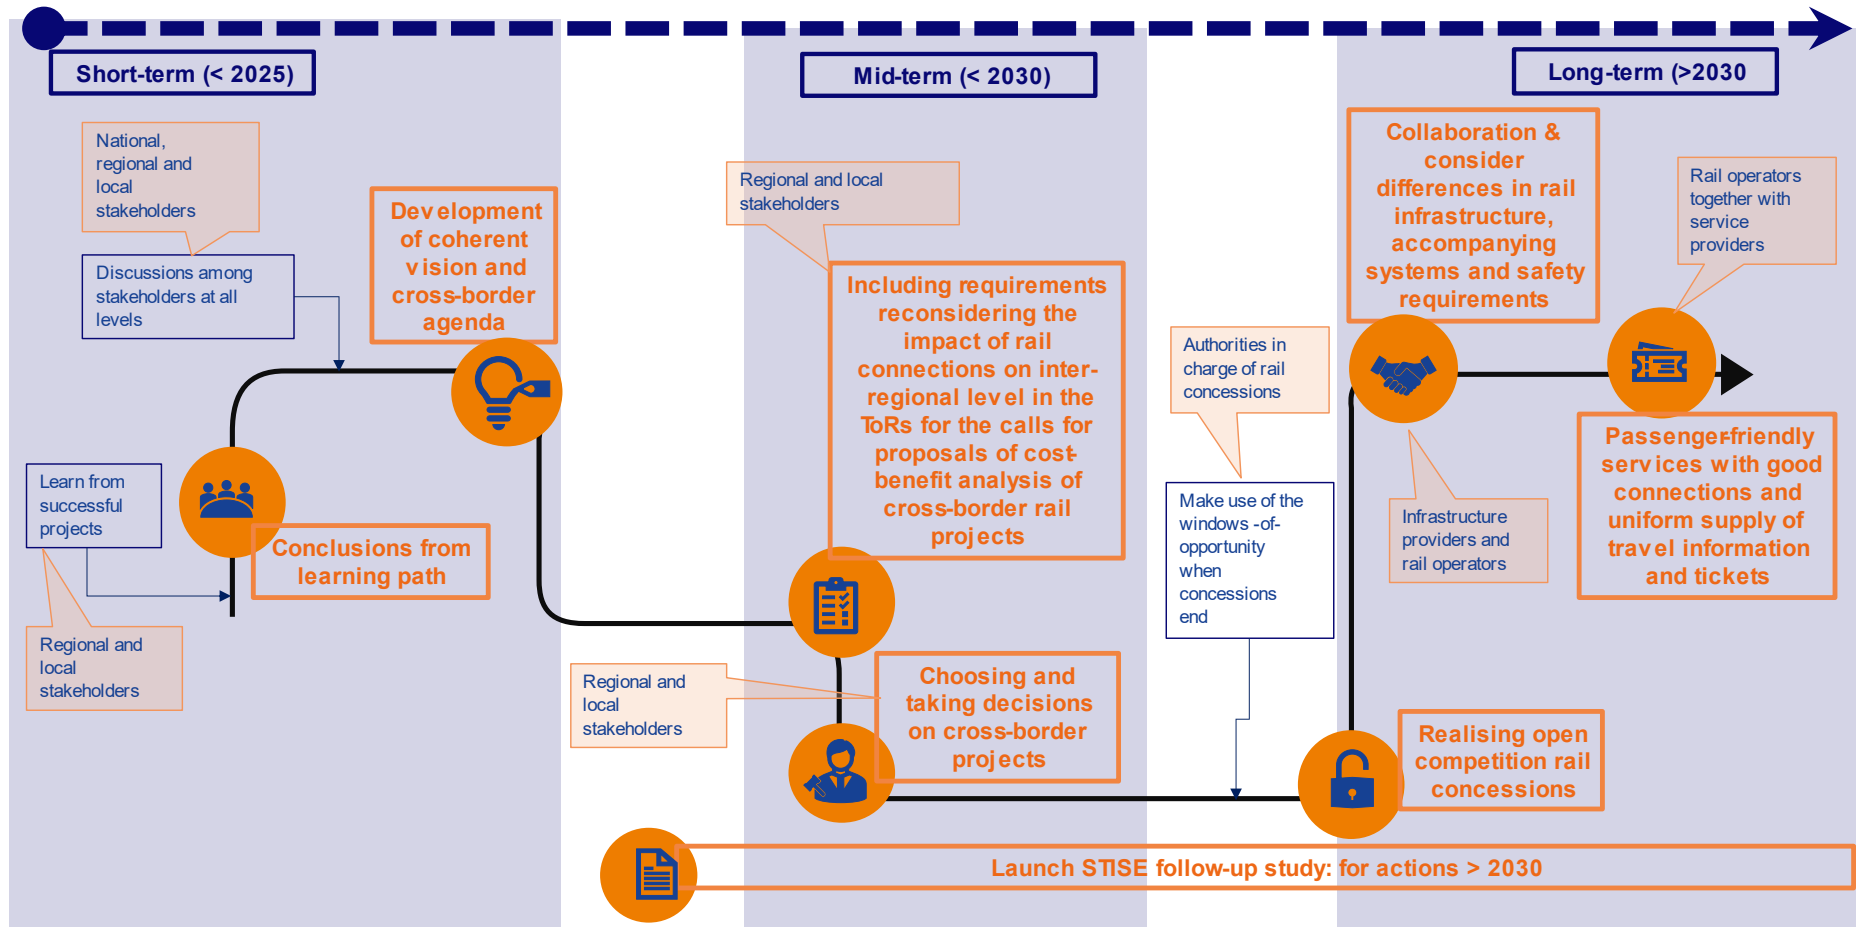 Short-term (< 2025)
Mid-term (< 2030)
Long-term (>2030
National,
regional and
local
stakeholders
Discussions among
stakeholders at all
levels
Development
of coherent
vision and
cross-border
agenda
Learn from
successful
projects
Conclusions from
learning path
Regional and
local
stakeholders
Regional and local
stakeholders
Including requirements
reconsidering the
impact of rail
connections on inter-
regional level in the
ToRs for the calls for
proposals of cost-
benefit analysis of
cross-border rail
projects
Regional and
local
stakeholders
Choosing and
taking decisions
on cross-border
projects
Authorities in
charge of rail
concessions
Make use of the
windows -of-
opportunity
when
concessions
end
Collaboration &
consider
differences in rail
infrastructure,
accompanying
systems and safety
requirements
Rail operators
together with
service
providers
Infrastructure
providers and
rail operators
Passenger-friendly
services with good
connections and
uniform supply of
travel information
and tickets
Realising open
competition rail
concessions
Launch STISE follow-up study: for actions > 2030